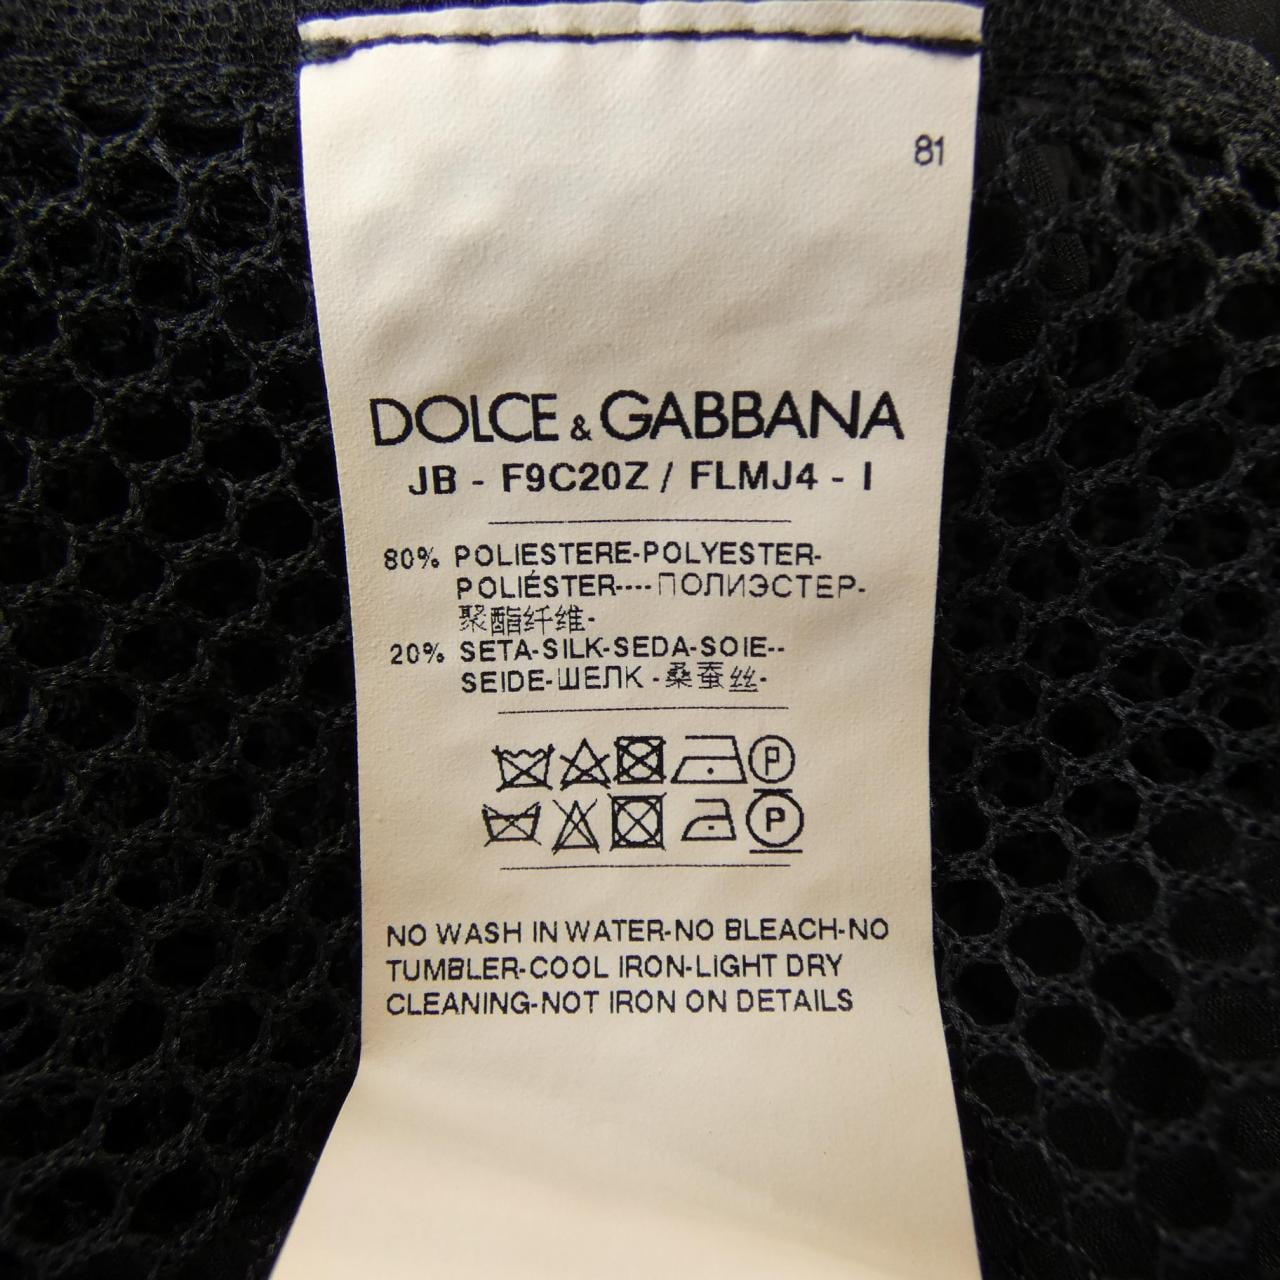 81
DOLCE & GABBANA
JB - F9C20Z / FLMJ4 - I
80% POLIESTERE-POLYESTER-
POLIÉSTER----ПОЛИЭСТЕР-
聚酯纤维-
20% SETA-SILK-SEDA-SOIE--
SEIDE-ШЕЛК -桑蚕丝-
P
P
NO WASH IN WATER-NO BLEACH-NO
TUMBLER-COOL IRON-LIGHT DRY
CLEANING-NOT IRON ON DETAILS